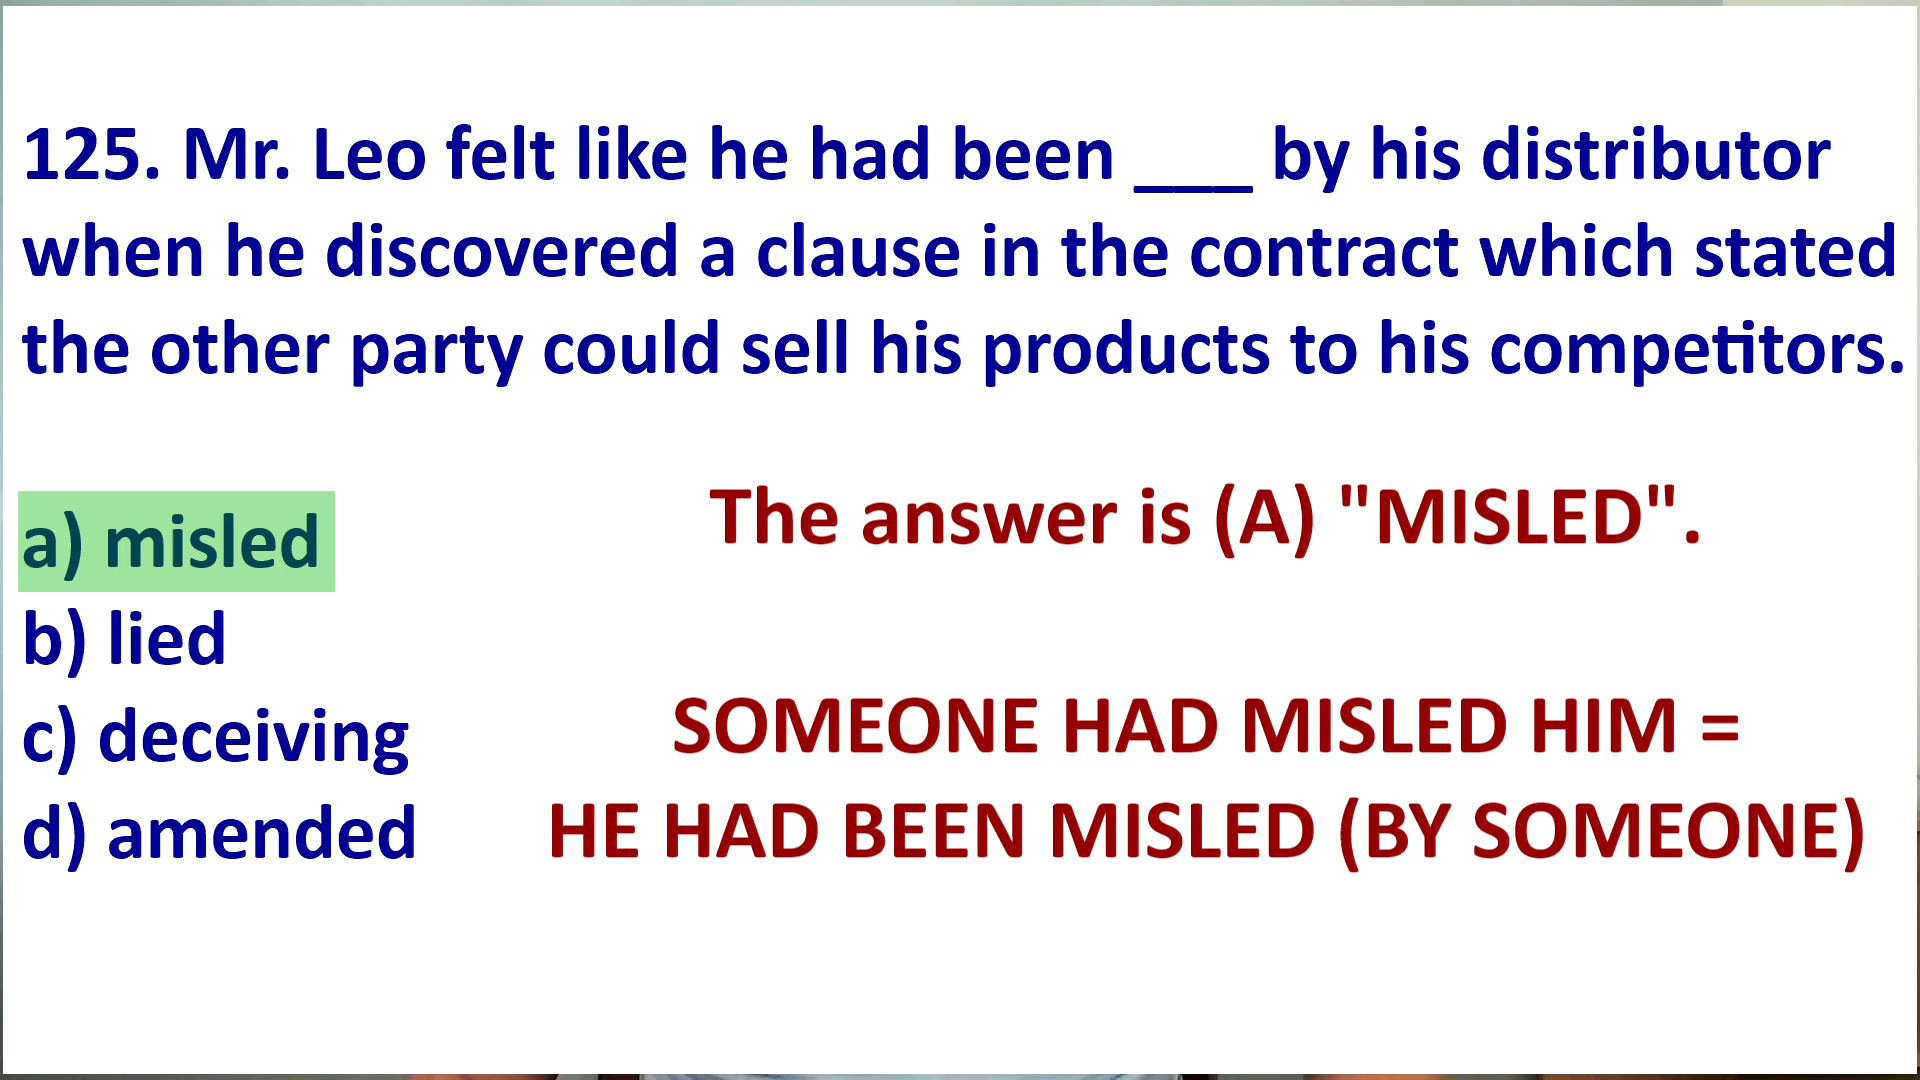 125. Mr. Leo felt like he had been ___ by his distributor
when he discovered a clause in the contract which stated
the other party could sell his products to his competitors.
a) misled
b) lied
c) deceiving
d) amended
The answer is (A) "MISLED".
SOMEONE HAD MISLED HIM =
HE HAD BEEN MISLED (BY SOMEONE)